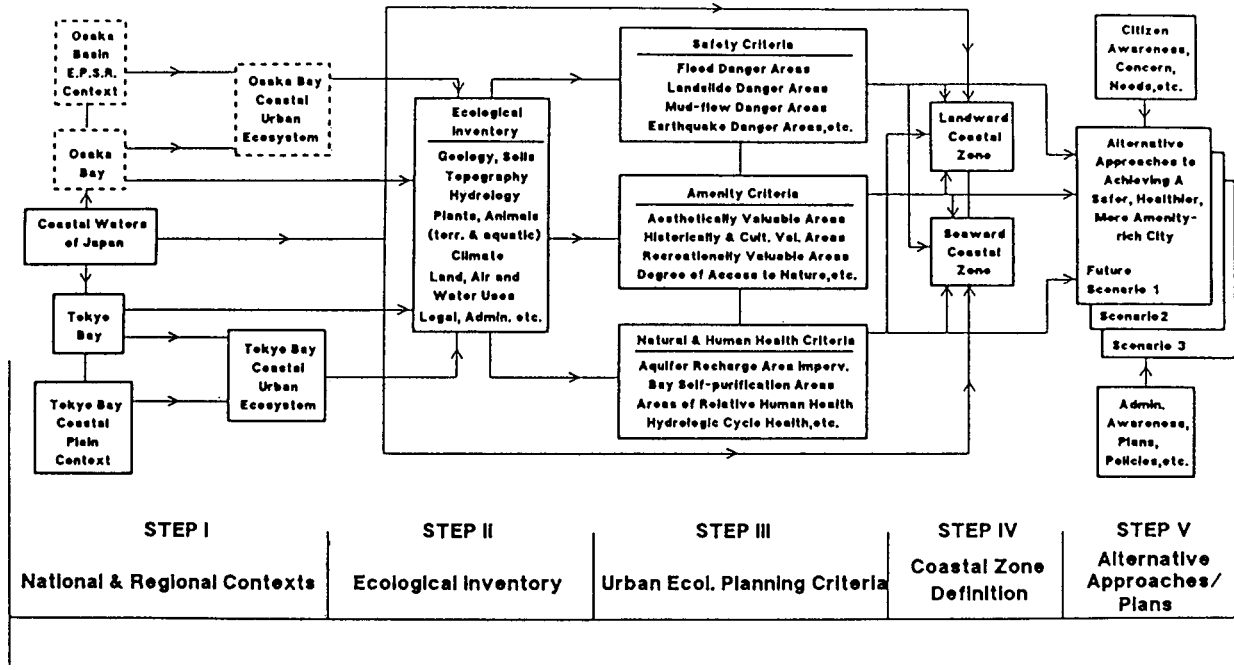 Osaka
Basin
E.P.S.R.
Context
Osaka Bay
Coastal
Urban
Ecosystem
Osaka
Bay
Coastal Waters
of Japan
Tokyo
Bay
Tokyo Bay
Coastal
Plain
Context
Tokyo Bay
Coastal
Urban
Ecosystem
Ecological
Inventory
Geology, Soils
Topography
Hydrology
Plants, Animals
(terr. & aquatic)
Climate
Land, Air and
Water Uses
Legal, Admin. etc.
Safety Criteria
Flood Danger Areas
Landslide Danger Areas
Mud-flow Danger Areas
Earthquake Danger Areas,etc.
Amenity Criteria
Aesthetically Valuable Areas
Historically & Cult. Val. Areas
Recreationally Valuable Areas
Degree of Access to Nature,etc.
Natural & Human Health Criteria
Aquifer Recharge Area Imperv.
Bay Self-purification Areas
Areas of Relative Human Health
Hydrologic Cycle Health,etc.
Landward
Coastal
Zone
Seaward
Coastal
Zone
Citizen
Awareness,
Concern,
Needs,etc.
Alternative
Approaches to
Achieving A
Safer, Healthier,
More Amenity-
rich City
Future
Scenario 1
Scenario2
Scenario 3
Admin.
Awareness,
Plans,
Policies,etc.
STEP I
National & Regional Contexts
STEP II
Ecological Inventory
STEP III
Urban Ecol. Planning Criteria
STEP IV
Coastal Zone
Definition
STEP V
Alternative
Approaches/
Plans